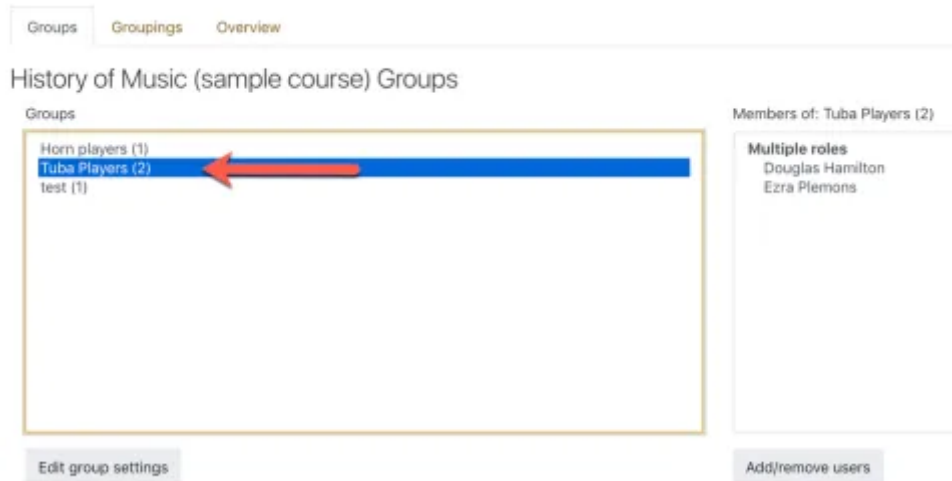 Groups Groupings Overview
History of Music (sample course) Groups
Groups
Horn players (1)
Tuba Players (2)
test (1)
Edit group settings
Members of: Tuba Players (2)
Multiple roles
Douglas Hamilton
Ezra Plemons
Add/remove users